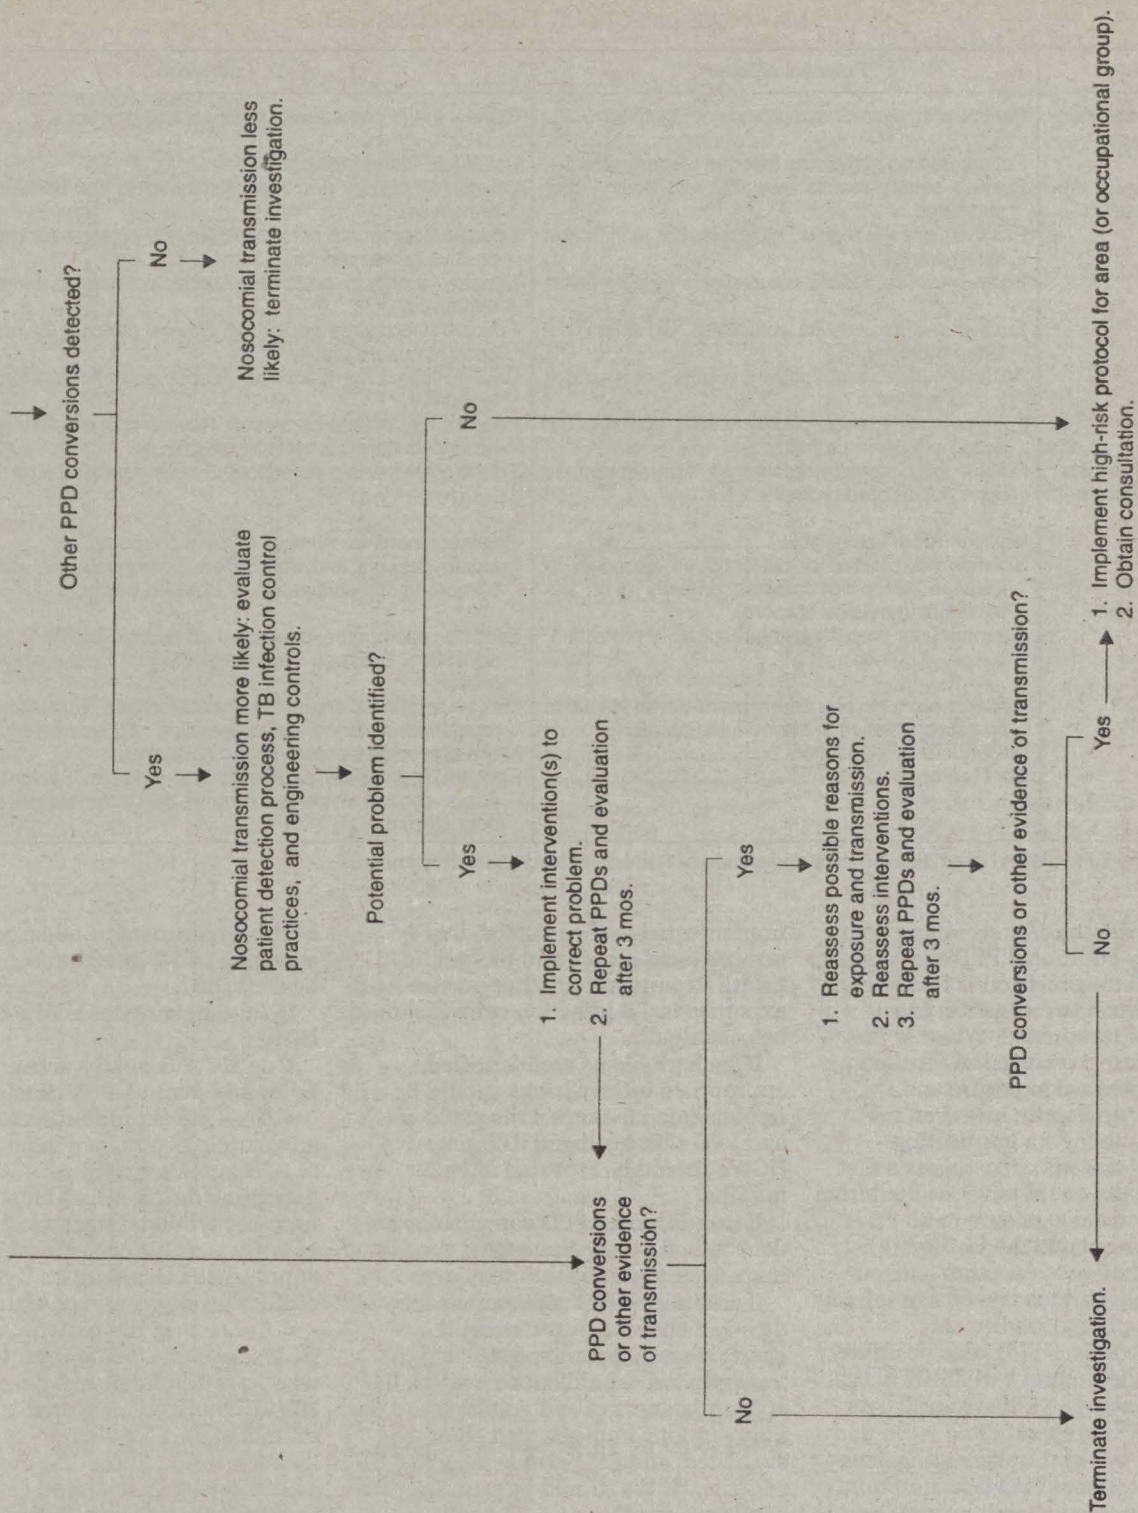 Other PPD conversions detected?
Yes
No
Nosocomial transmission more likely: evaluate
patient detection process, TB infection control
practices, and engineering controls.
Nosocomial transmission less
likely: terminate investigation.
Potential problem identified?
Yes
No
1. Implement intervention(s) to
correct problem.
2. Repeat PPDs and evaluation
after 3 mos.
PPD conversions
or other evidence
of transmission?
No
Yes
1. Reassess possible reasons for
exposure and transmission.
2. Reassess interventions.
3. Repeat PPDs and evaluation
after 3 mos.
PPD conversions or other evidence of transmission?
No
Yes
Terminate investigation.
1. Implement high-risk protocol for area (or occupational group).
2. Obtain consultation.